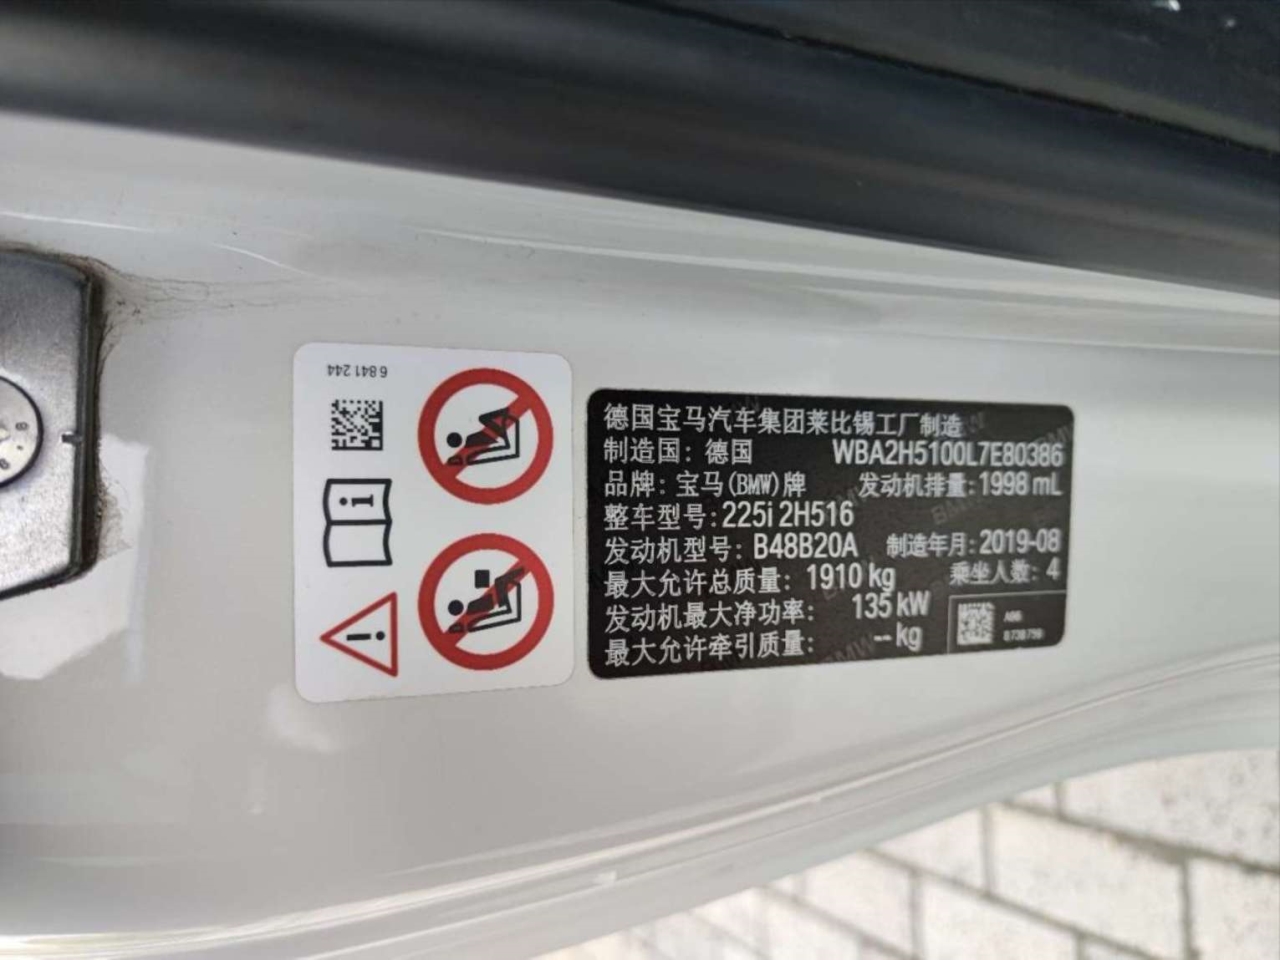 6 841 244
德国宝马汽车集团莱比锡工厂制造
制造国：德国 WBA2H5100L7E80386
品牌：宝马(BMW)牌 发动机排量：1998 mL
整车型号：225i 2H516
发动机型号：B48B20A 制造年月：2019-08
最大允许总质量：1910 kg 乘坐人数：4
发动机最大净功率：135 kW
最大允许牵引质量：-- kg